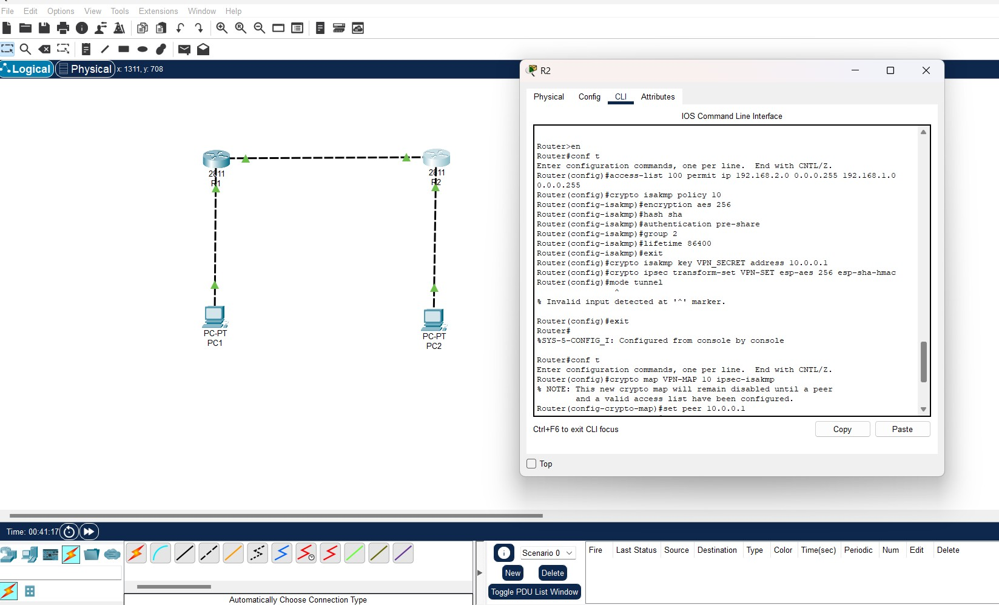 File Edit Options View Tools Extensions Window Help
Logical Physical x: 1311, y: 708
R2
Physical Config CLI Attributes
IOS Command Line Interface
Router>en
Router#conf t
Enter configuration commands, one per line.  End with CNTL/Z.
Router(config)#access-list 100 permit ip 192.168.2.0 0.0.0.255 192.168.1.0
0.0.0.255
Router(config)#crypto isakmp policy 10
Router(config-isakmp)#encryption aes 256
Router(config-isakmp)#hash sha
Router(config-isakmp)#authentication pre-share
Router(config-isakmp)#group 2
Router(config-isakmp)#lifetime 86400
Router(config-isakmp)#exit
Router(config)#crypto isakmp key VPN_SECRET address 10.0.0.1
Router(config)#crypto ipsec transform-set VPN-SET esp-aes 256 esp-sha-hmac
Router(config)#mode tunnel
^
% Invalid input detected at '^' marker.
Router(config)#exit
Router#
%SYS-5-CONFIG_I: Configured from console by console
Router#conf t
Enter configuration commands, one per line.  End with CNTL/Z.
Router(config)#crypto map VPN-MAP 10 ipsec-isakmp
% NOTE: This new crypto map will remain disabled until a peer
and a valid access list have been configured.
Router(config-crypto-map)#set peer 10.0.0.1
Ctrl+F6 to exit CLI focus
Copy Paste
Top
2811
R1
2811
R2
PC-PT
PC1
PC-PT
PC2
Time: 00:41:17
Scenario 0
New Delete
Toggle PDU List Window
Fire Last Status Source Destination Type Color Time(sec) Periodic Num Edit Delete
Automatically Choose Connection Type